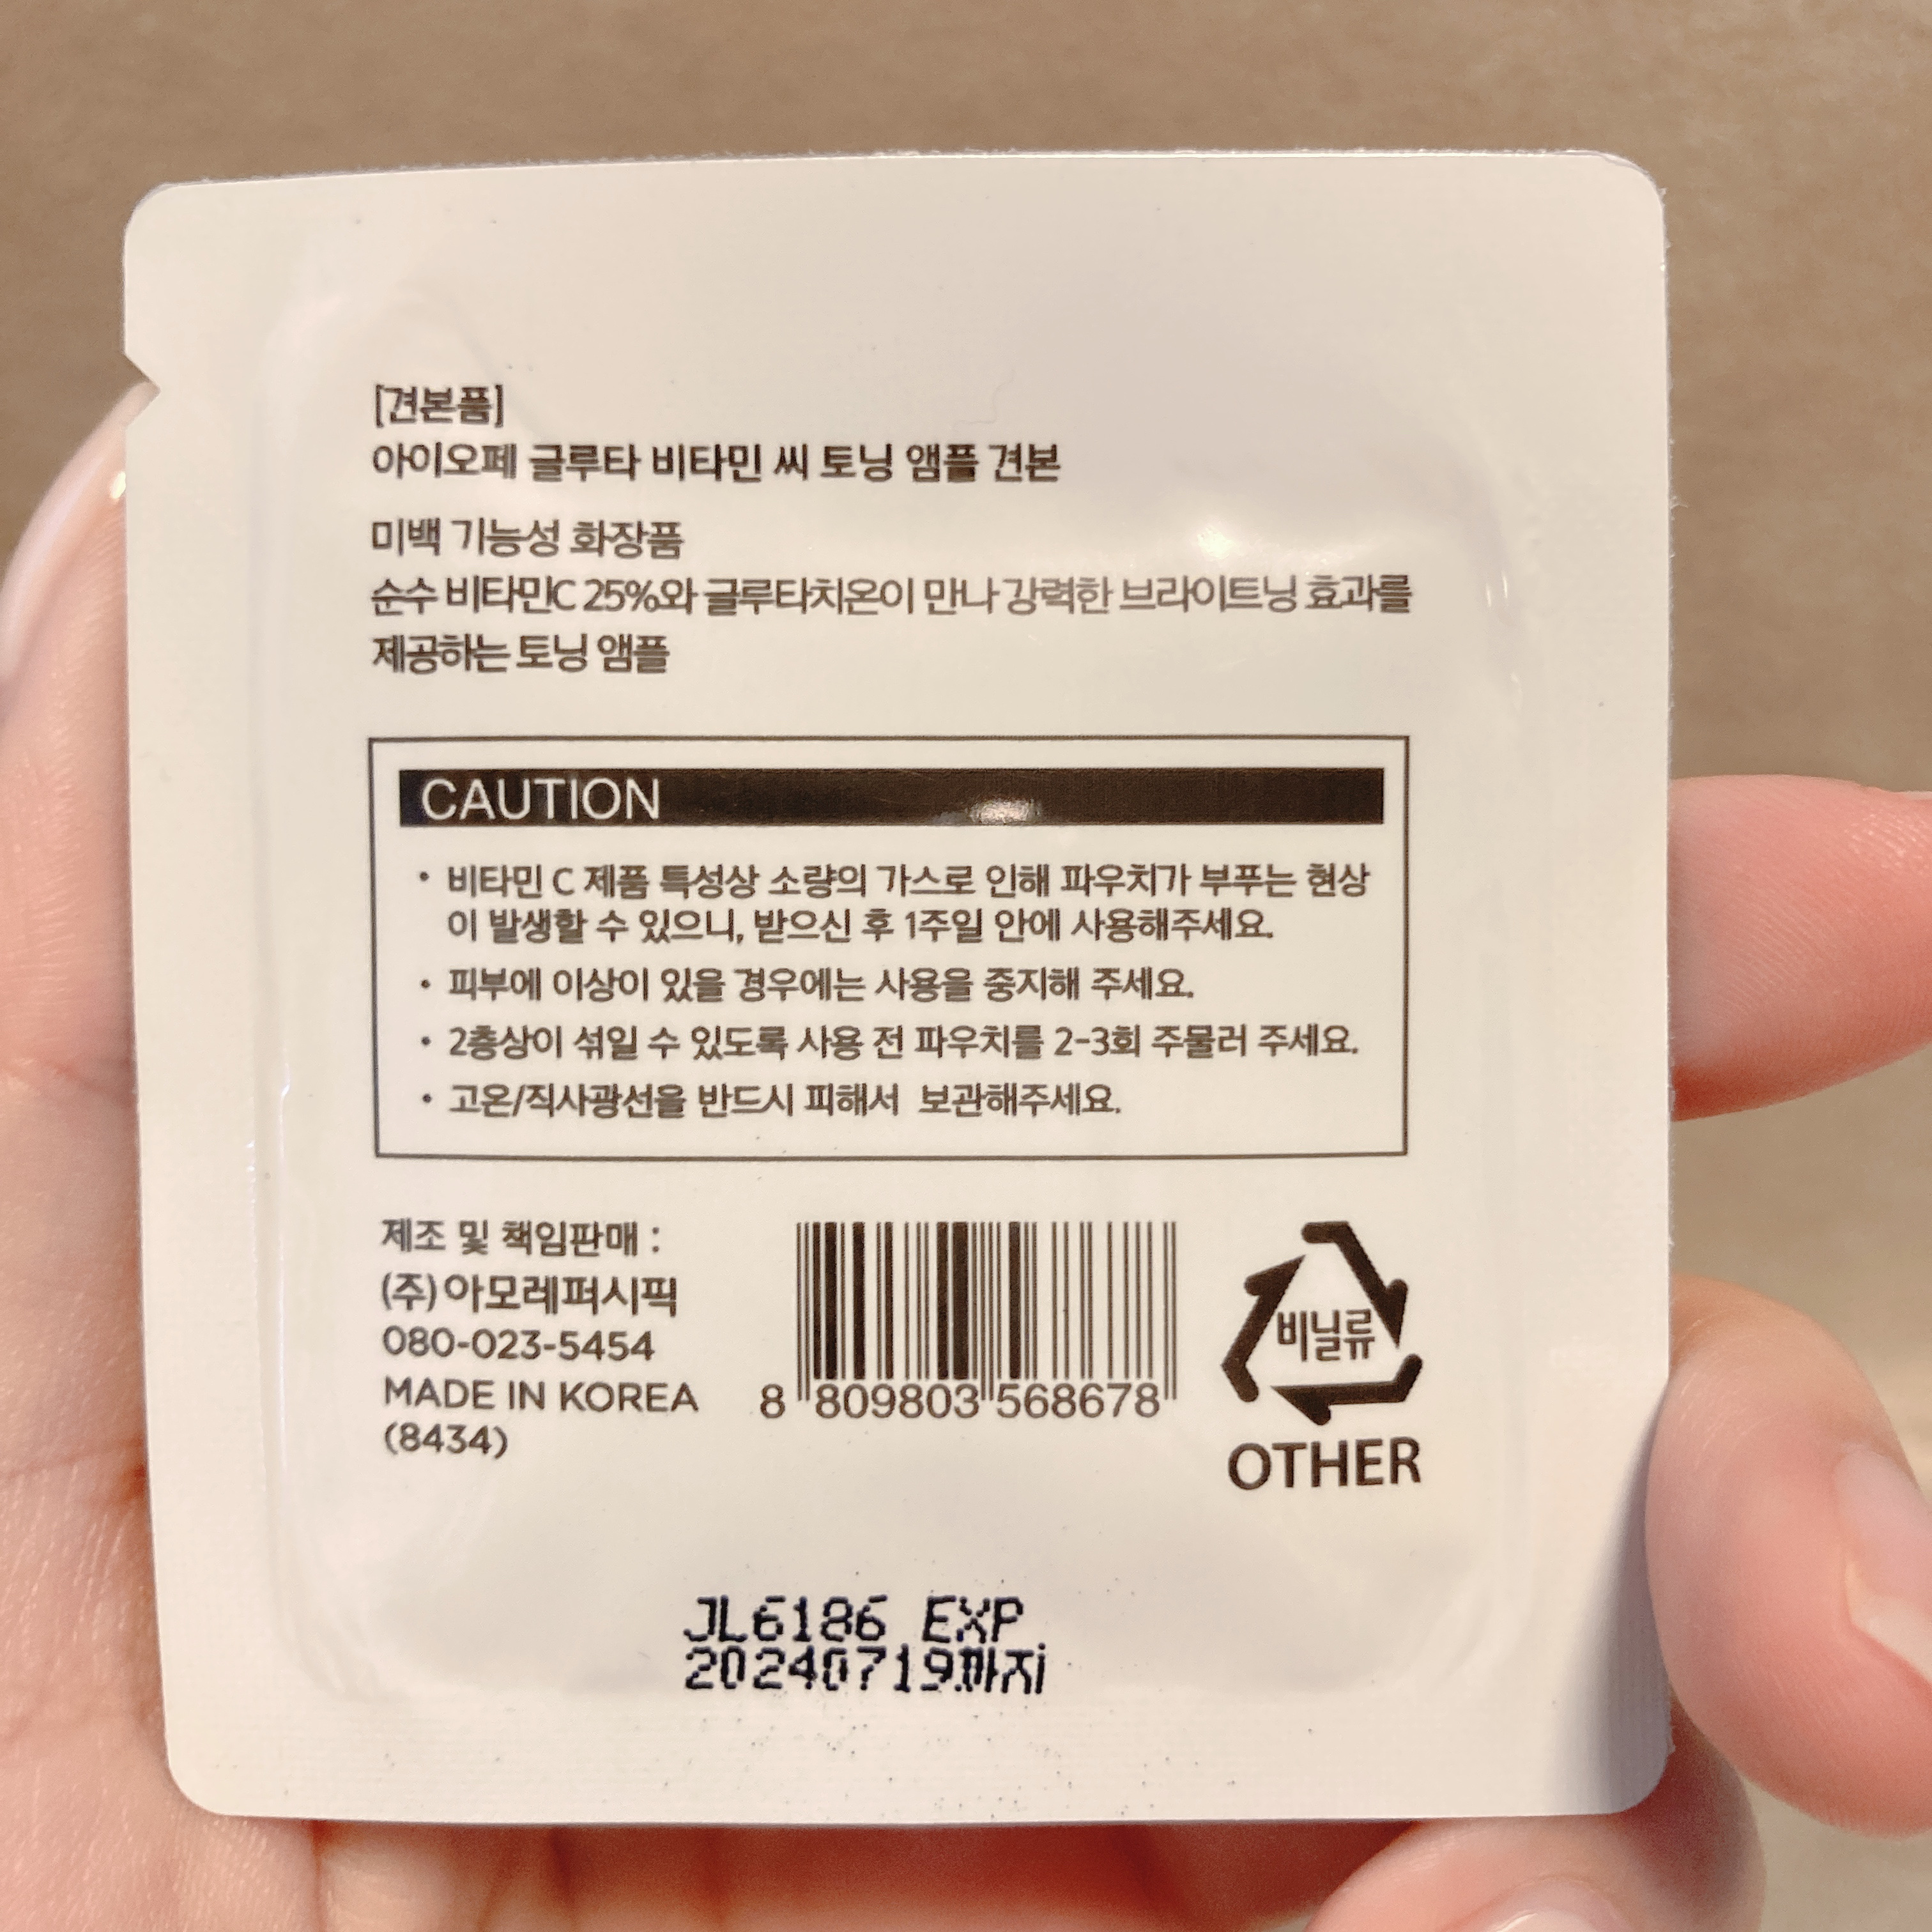 [견본품]
아이오페 글루타 비타민 씨 토닝 앰플 견본
미백 기능성 화장품
순수 비타민C 25%와 글루타치온이 만나 강력한 브라이트닝 효과를
제공하는 토닝 앰플
CAUTION
• 비타민 C 제품 특성상 소량의 가스로 인해 파우치가 부푸는 현상
이 발생할 수 있으니, 받으신 후 1주일 안에 사용해주세요.
• 피부에 이상이 있을 경우에는 사용을 중지해 주세요.
• 2층상이 섞일 수 있도록 사용 전 파우치를 2-3회 주물러 주세요.
• 고온/직사광선을 반드시 피해서 보관해주세요.
제조 및 책임판매 :
(주)아모레퍼시픽
080-023-5454
MADE IN KOREA
(8434)
8 809803 568678
비닐류
OTHER
JL6186 EXP
20240719까지